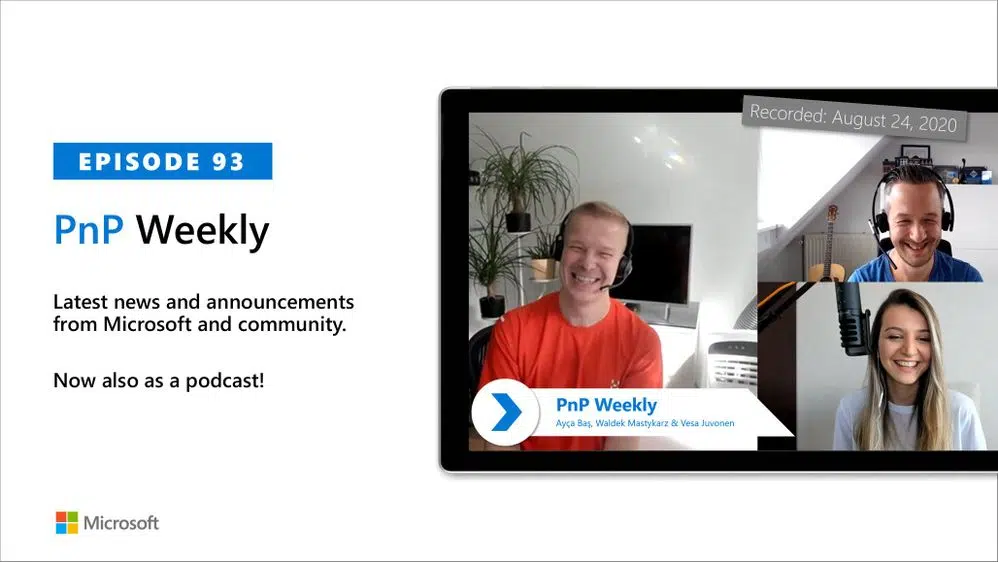 EPISODE 93
PnP Weekly
Latest news and announcements
from Microsoft and community.
Now also as a podcast!
Microsoft
Recorded: August 24, 2020
PnP Weekly
Ayça Baş, Waldek Mastykarz & Vesa Juvonen